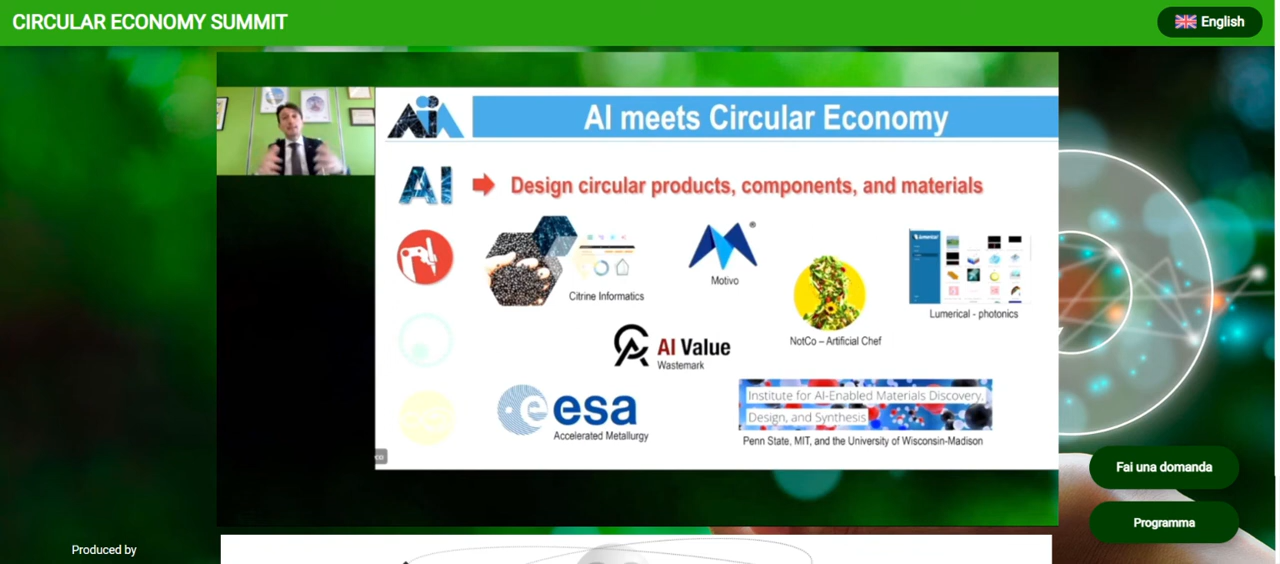 CIRCULAR ECONOMY SUMMIT
English
AIA
AI meets Circular Economy
AI
Design circular products, components, and materials
Citrine Informatics
Motivo
®
NotCo – Artificial Chef
Lumerical - photonics
AI Value
Wastemark
esa
Accelerated Metallurgy
Institute for AI-Enabled Materials Discovery,
Design, and Synthesis
Penn State, MIT, and the University of Wisconsin-Madison
Fai una domanda
Programma
Produced by